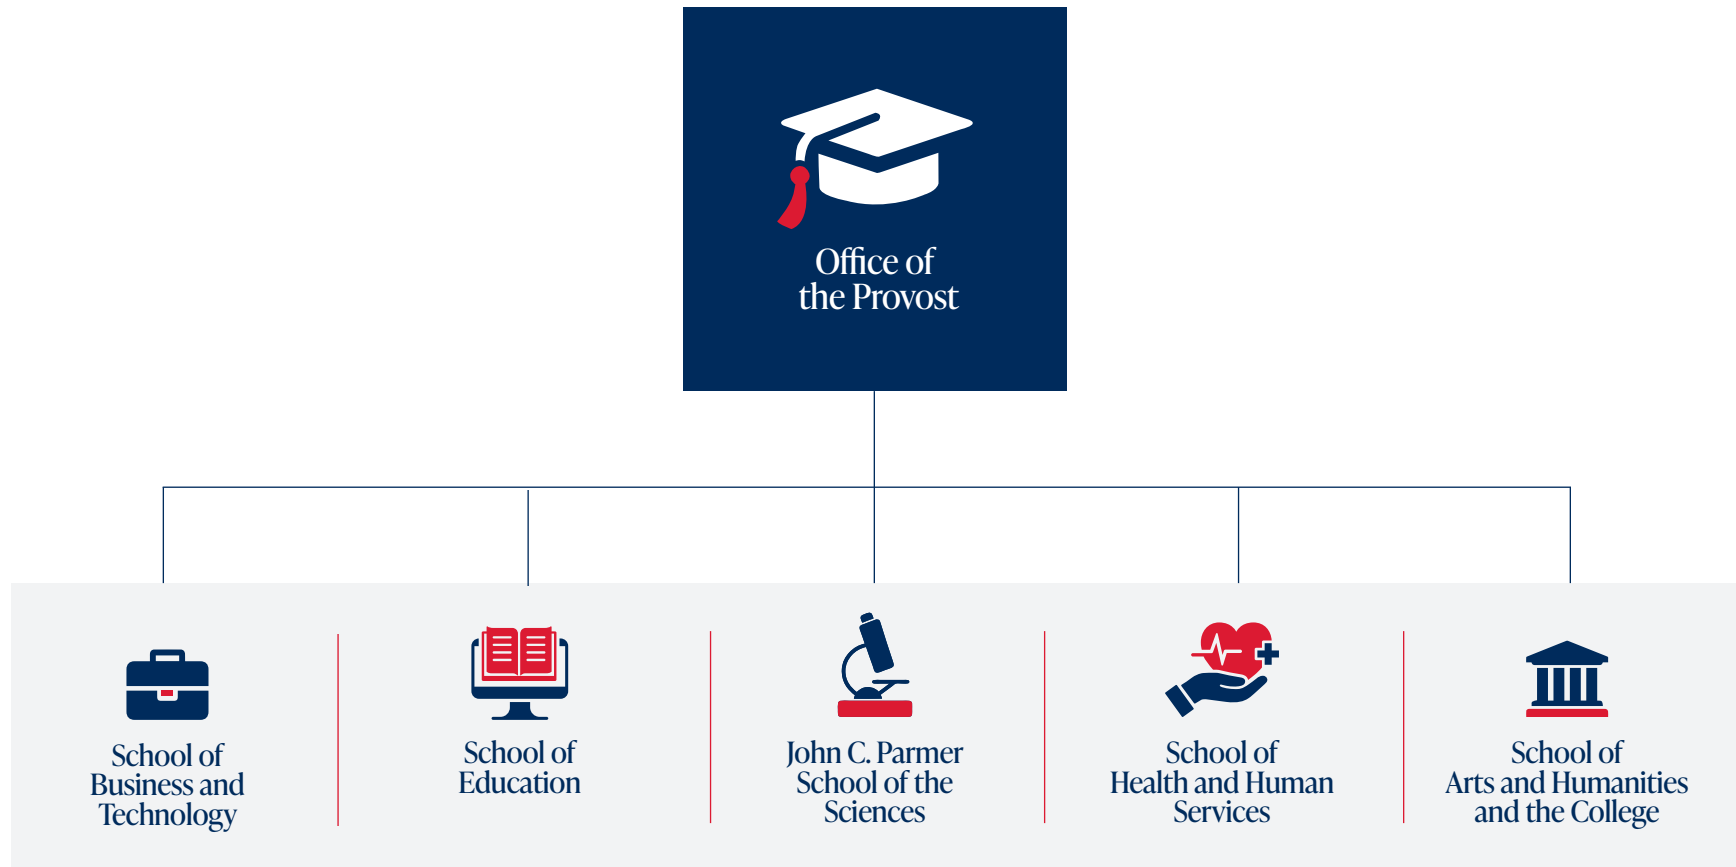 Office of
the Provost
School of
Business and
Technology
School of
Education
John C. Parmer
School of the
Sciences
School of
Health and Human
Services
School of
Arts and Humanities
and the College